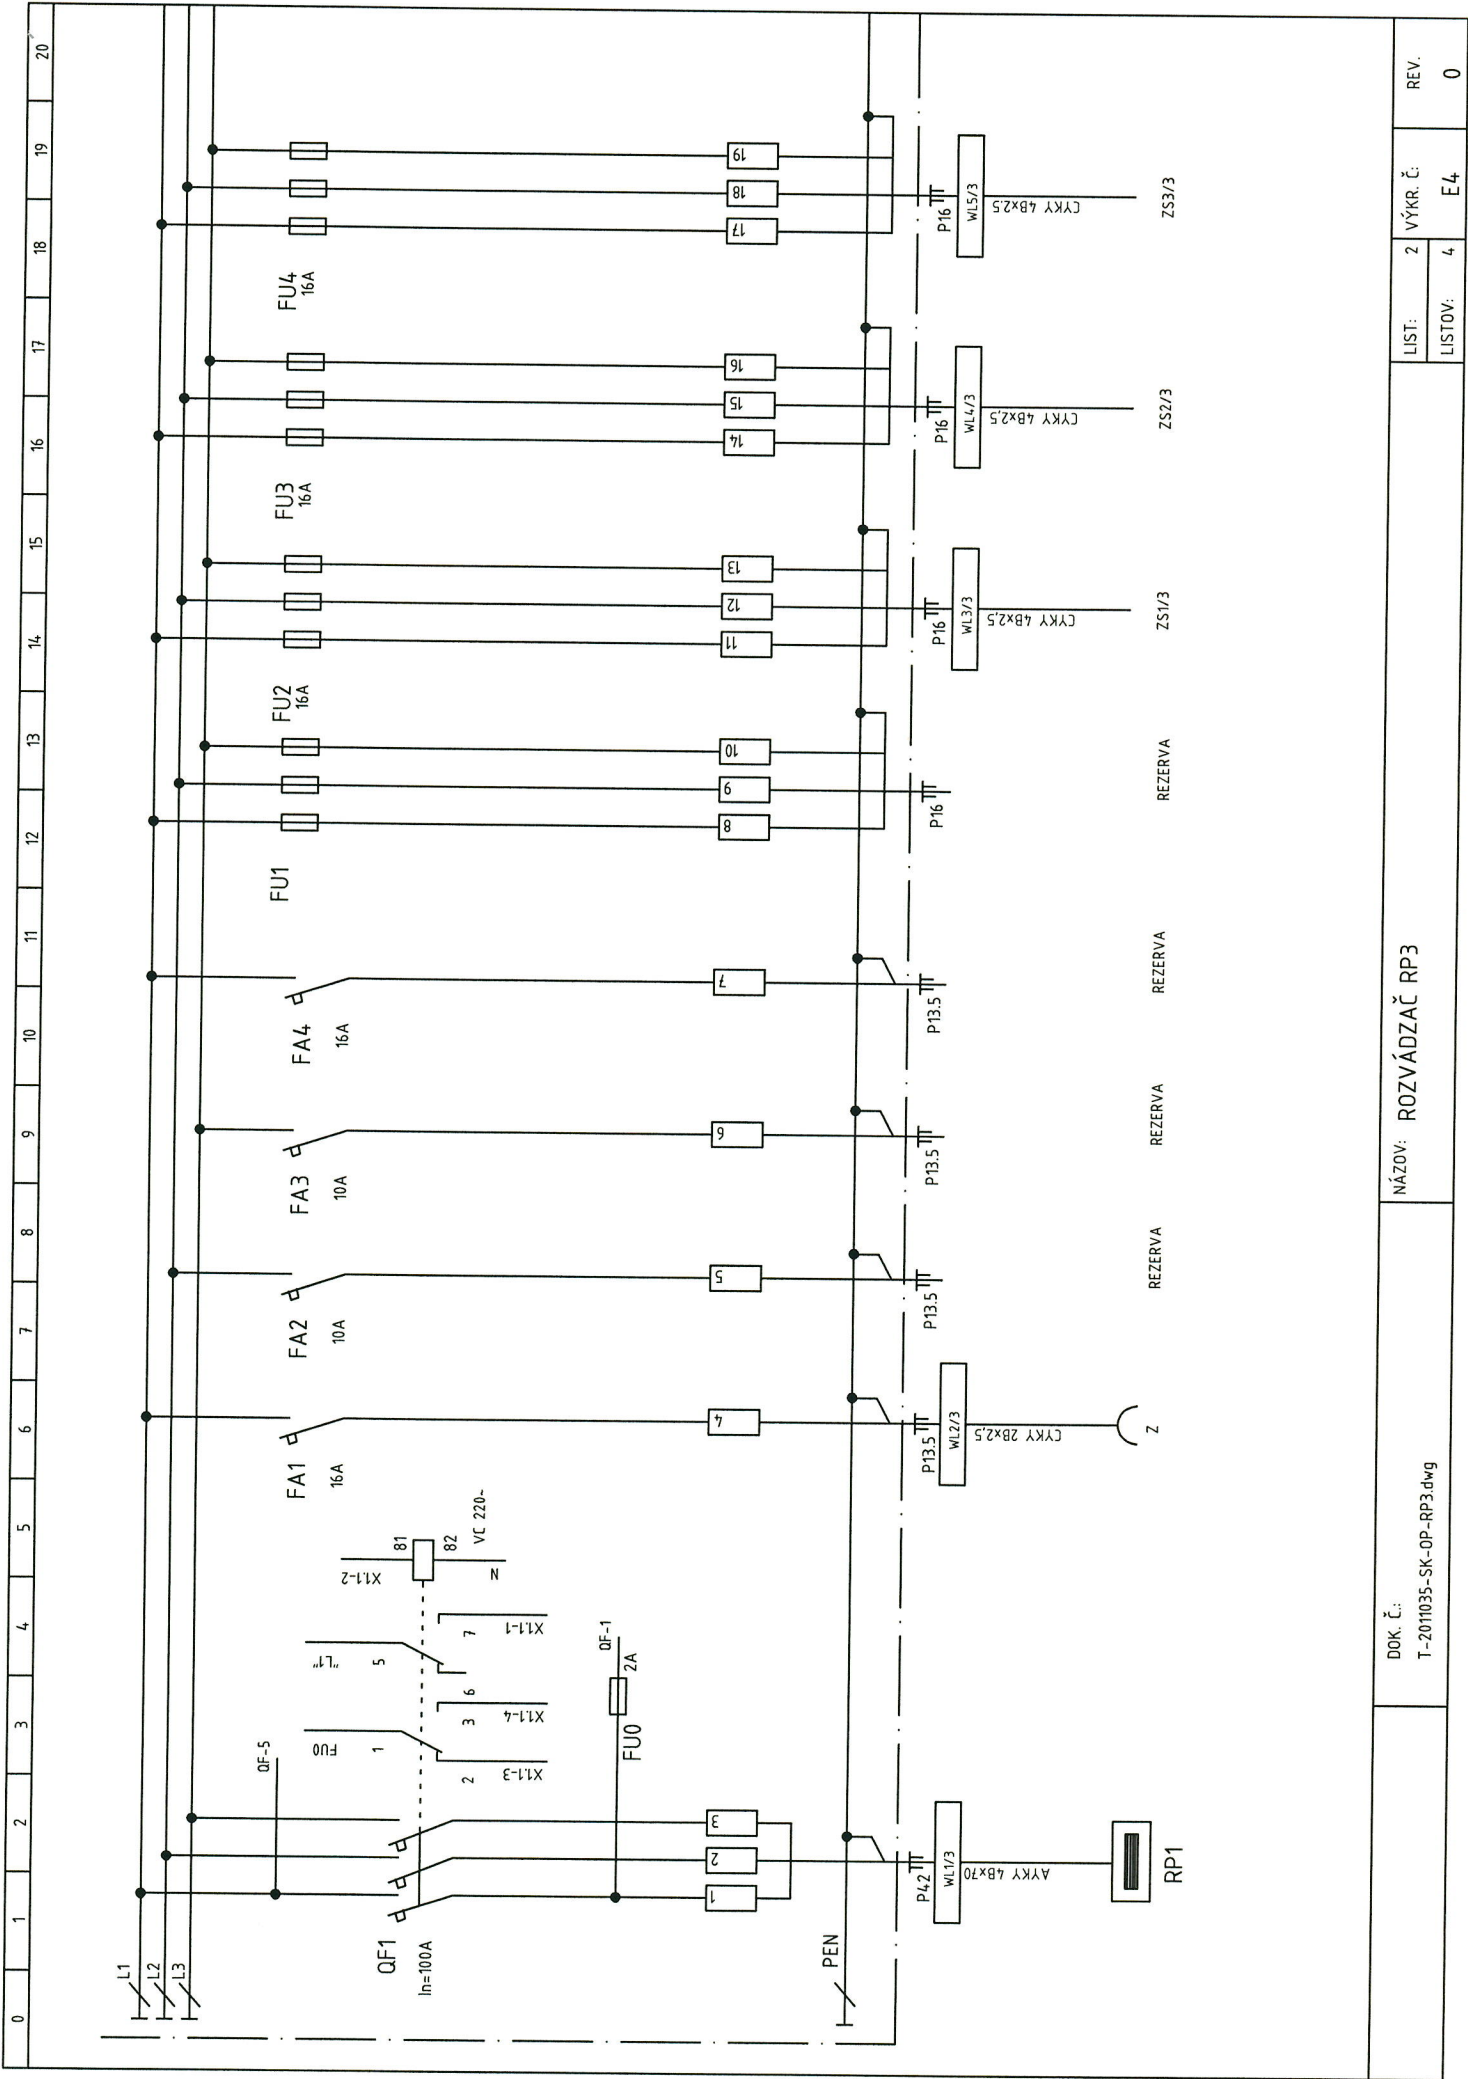 0 1 2 3 4 5 6 7 8 9 10 11 12 13 14 15 16 17 18 19 20
L1
L2
L3
QF-5
QF1
In=100A
FU0
1
2
X1.1-3
3
X1.1-4
"L1"
5
6
7
X1.1-1
X1.1-2
81
82
VC 220~
N
QF-1
2A
FU0
FA1
16A
FA2
10A
FA3
10A
FA4
16A
FU1
FU2
16A
FU3
16A
FU4
16A
1 2 3 4 5 6 7 8 9 10 11 12 13 14 15 16 17 18 19
PEN
P42 P13.5 P13.5 P13.5 P13.5 P16 P16 P16 P16
WL1/3 WL2/3 WL3/3 WL4/3 WL5/3
AYKY 4Bx70
CYKY 2Bx2,5
CYKY 4Bx2,5
CYKY 4Bx2,5
CYKY 4Bx2.5
RP1
Z
REZERVA
REZERVA
REZERVA
REZERVA
ZS1/3
ZS2/3
ZS3/3
DOK. Č.:
T-2011035-SK-OP-RP3.dwg
NÁZOV: ROZVÁDZAČ RP3
LIST: 2
LISTOV: 4
VÝKR. Č:
E4
REV.
0